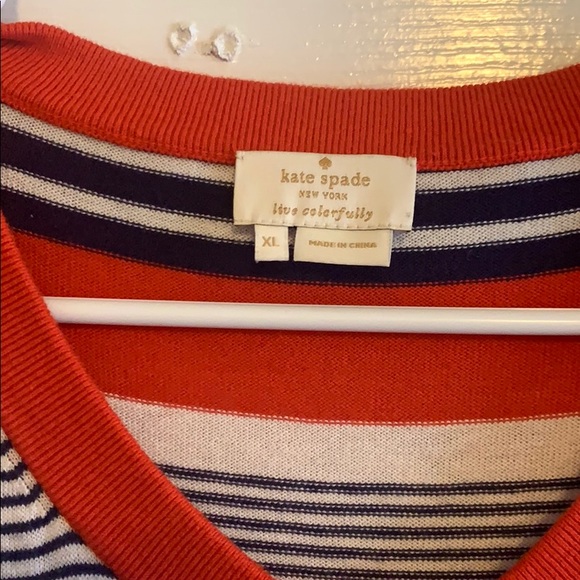 kate spade
NEW YORK
live colorfully
XL
MADE IN CHINA